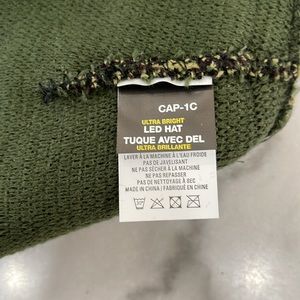 CAP-1C
ULTRA BRIGHT
LED HAT
TUQUE AVEC DEL
ULTRA BRILLANTE
LAVER À LA MACHINE À L'EAU FROIDE
PAS DE JAVELISANT
NE PAS SÉCHER À LA MACHINE
NE PAS REPASSER
PAS DE NETTOYAGE À SEC
MADE IN CHINA / FABRIQUÉ EN CHINE